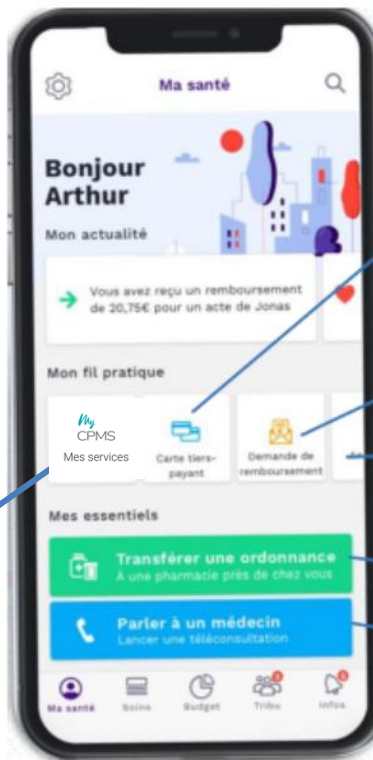 Ma santé
Bonjour
Arthur
Mon actualité
Vous avez reçu un remboursement
de 20,75€ pour un acte de Jonas
Mon fil pratique
My
CPMS
Mes services
Carte tiers-
payant
Demande de
remboursement
Mes essentiels
Transférer une ordonnance
À une pharmacie près de chez vous
Parler à un médecin
Lancer une téléconsultation
Ma santé
Soins
Budget
Tribu
Infos